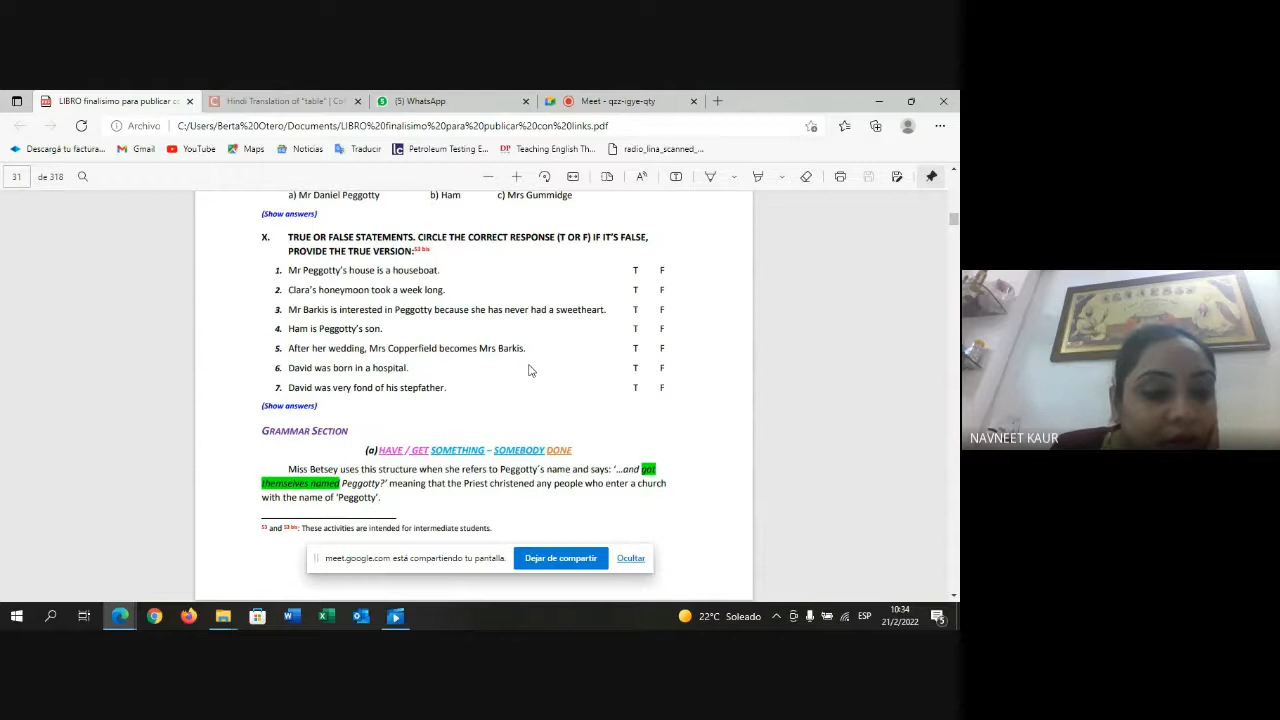 LIBRO finalisimo para publicar co
Hindi Translation of "table" | Col
(5) WhatsApp
Meet - qzz-igye-qty
Archivo
C:/Users/Berta%20Otero/Documents/LIBRO%20finalisimo%20para%20publicar%20con%20links.pdf
Descargá tu factura...
Gmail
YouTube
Maps
Noticias
Traducir
Petroleum Testing E...
Teaching English Th...
radio_lina_scanned_...
31 de 318
a) Mr Daniel Peggotty b) Ham c) Mrs Gummidge
(Show answers)
X. TRUE OR FALSE STATEMENTS. CIRCLE THE CORRECT RESPONSE (T OR F) IF IT'S FALSE,
PROVIDE THE TRUE VERSION:53 bis
1. Mr Peggotty's house is a houseboat. T F
2. Clara's honeymoon took a week long. T F
3. Mr Barkis is interested in Peggotty because she has never had a sweetheart. T F
4. Ham is Peggotty's son. T F
5. After her wedding, Mrs Copperfield becomes Mrs Barkis. T F
6. David was born in a hospital. T F
7. David was very fond of his stepfather. T F
(Show answers)
GRAMMAR SECTION
(a) HAVE / GET SOMETHING – SOMEBODY DONE
Miss Betsey uses this structure when she refers to Peggotty´s name and says: '…and got
themselves named Peggotty?' meaning that the Priest christened any people who enter a church
with the name of 'Peggotty'.
53 and 53 bis: These activities are intended for intermediate students.
meet.google.com está compartiendo tu pantalla.
Dejar de compartir
Ocultar
NAVNEET KAUR
22°C Soleado
ESP
10:34
21/2/2022
5